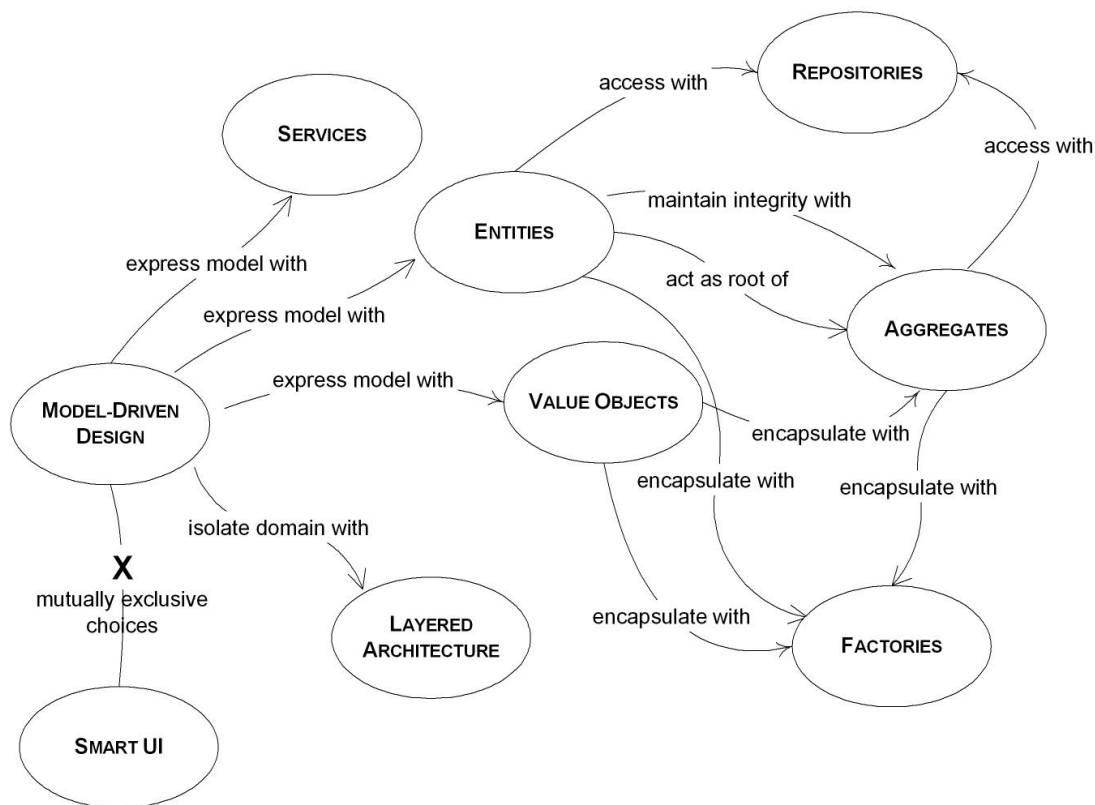 REPOSITORIES
access with
SERVICES
access with
maintain integrity with
ENTITIES
express model with
act as root of
express model with
AGGREGATES
express model with
VALUE OBJECTS
MODEL-DRIVEN
DESIGN
encapsulate with
encapsulate with
encapsulate with
isolate domain with
X
mutually exclusive
choices
encapsulate with
LAYERED
ARCHITECTURE
FACTORIES
SMART UI